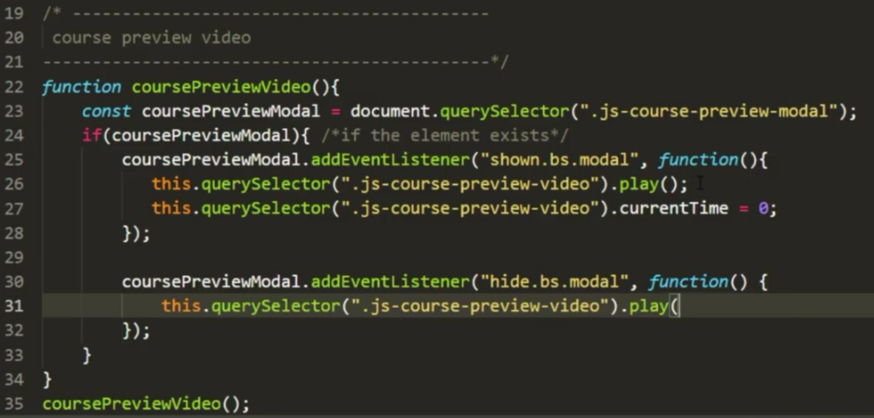 19 /* ------------------------------------------
20 course preview video
21 ------------------------------------------*/
22 function coursePreviewVideo(){
23 const coursePreviewModal = document.querySelector(".js-course-preview-modal");
24 if(coursePreviewModal){ /*if the element exists*/
25 coursePreviewModal.addEventListener("shown.bs.modal", function(){
26 this.querySelector(".js-course-preview-video").play();
27 this.querySelector(".js-course-preview-video").currentTime = 0;
28 });
29
30 coursePreviewModal.addEventListener("hide.bs.modal", function() {
31 this.querySelector(".js-course-preview-video").play(
32 });
33 }
34 }
35 coursePreviewVideo();